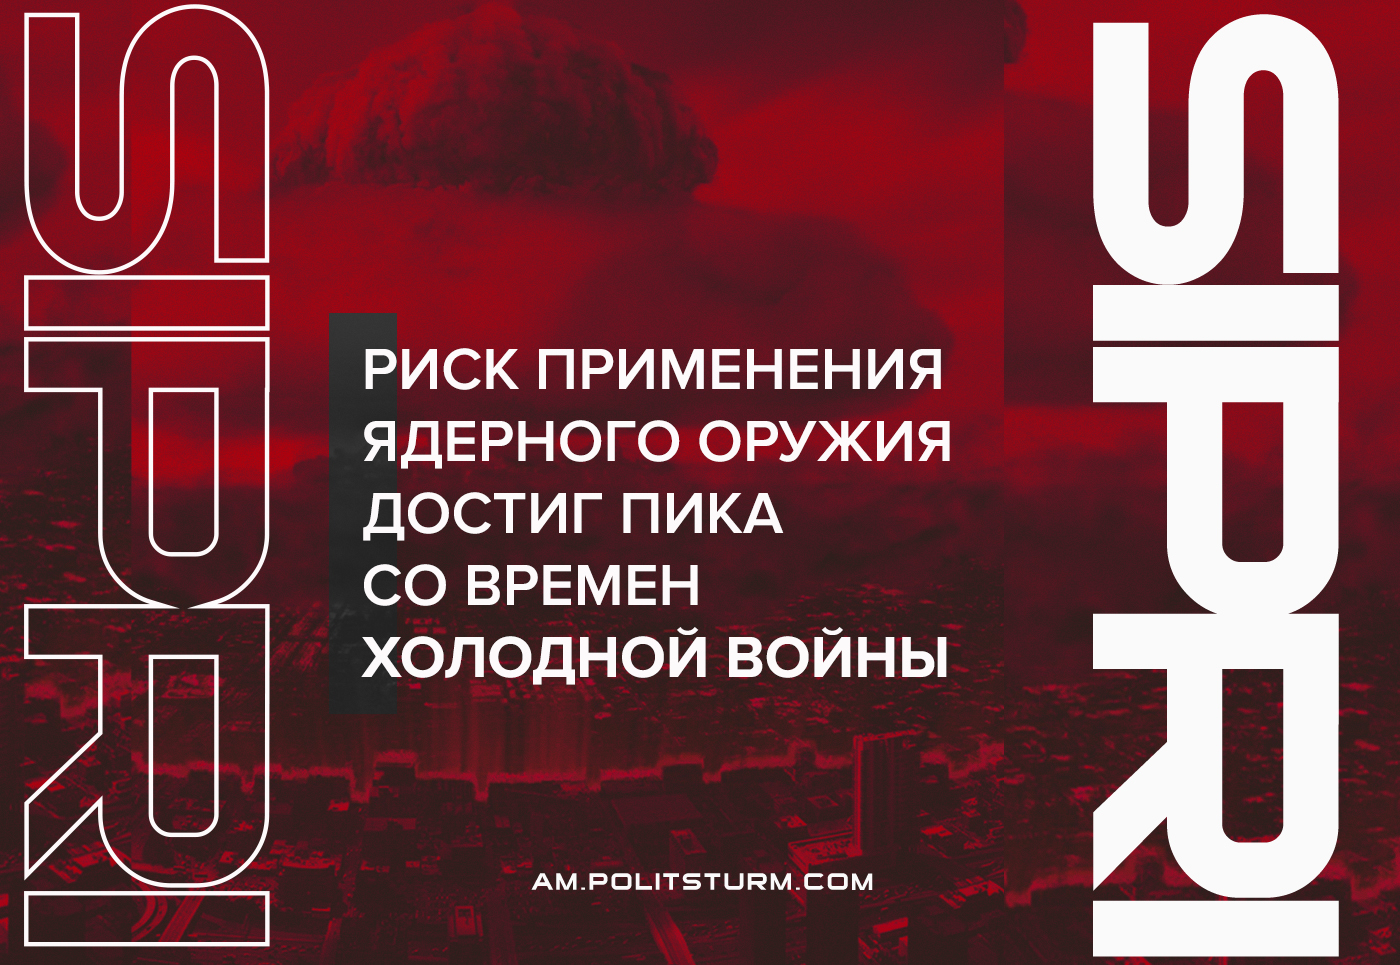 SIPRI
РИСК ПРИМЕНЕНИЯ
ЯДЕРНОГО ОРУЖИЯ
ДОСТИГ ПИКА
СО ВРЕМЕН
ХОЛОДНОЙ ВОЙНЫ
AM.POLITSTURM.COM
SIPRI